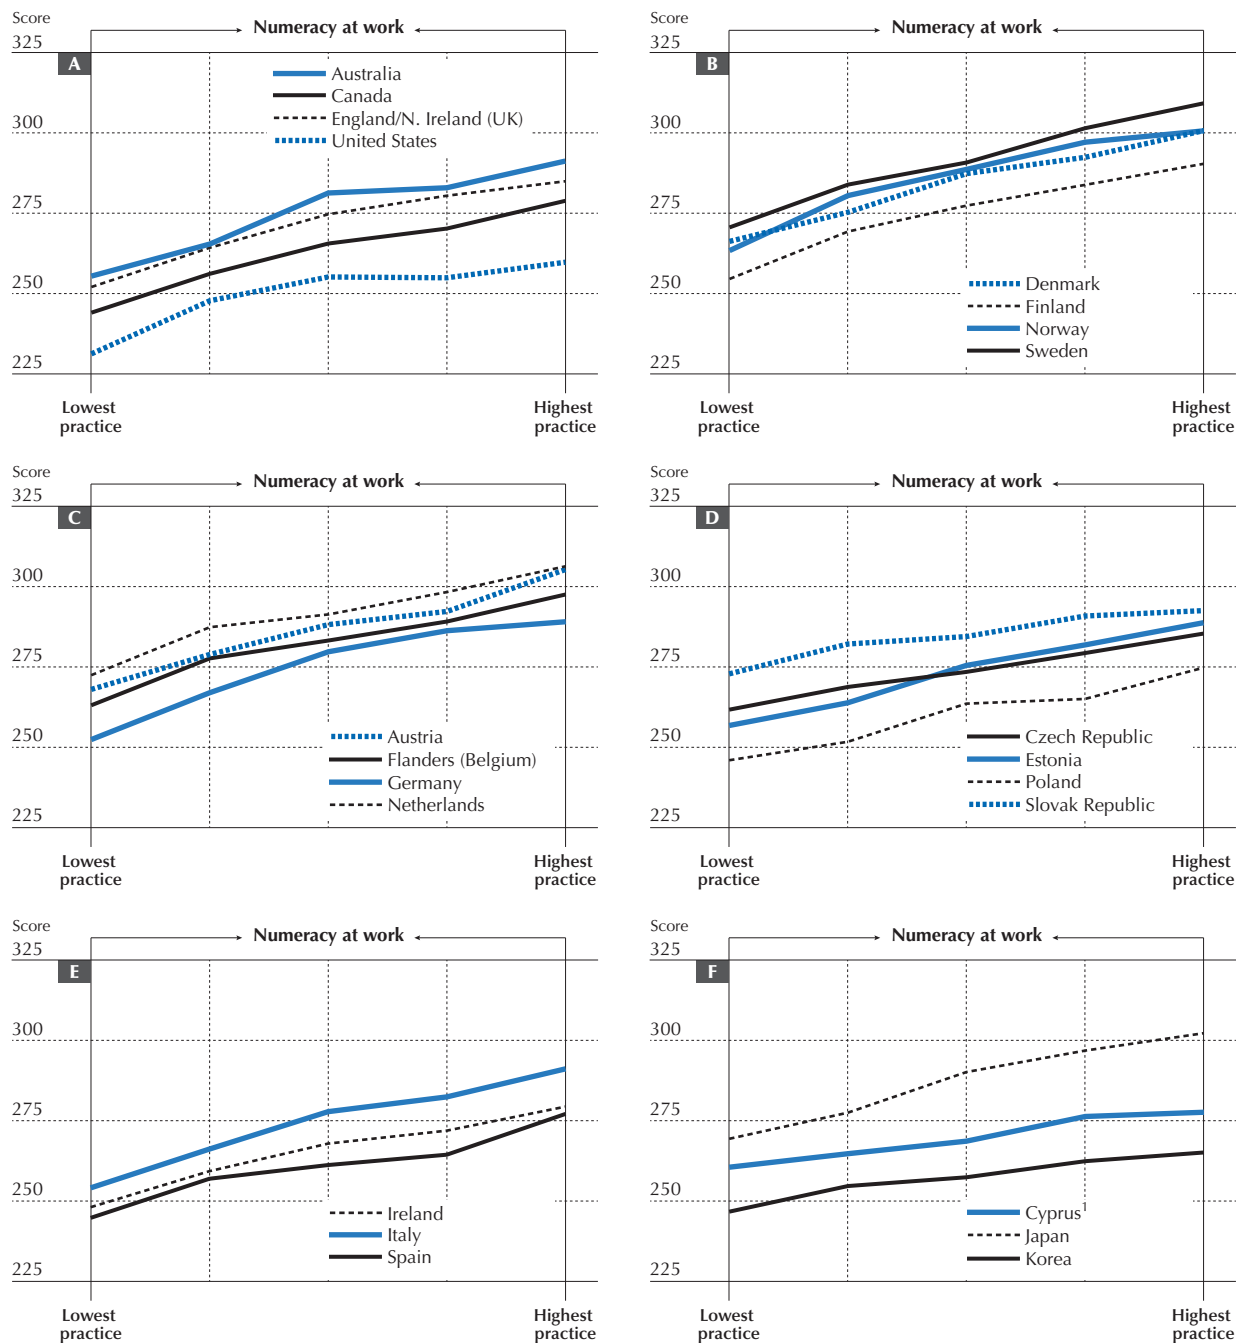 Score
325
Numeracy at work
A
Australia
Canada
England/N. Ireland (UK)
United States
300
275
250
225
Lowest
practice
Highest
practice
Score
325
Numeracy at work
B
300
275
250
Denmark
Finland
Norway
Sweden
225
Lowest
practice
Highest
practice
Score
325
Numeracy at work
C
300
275
250
Austria
Flanders (Belgium)
Germany
Netherlands
225
Lowest
practice
Highest
practice
Score
325
Numeracy at work
D
300
275
250
Czech Republic
Estonia
Poland
Slovak Republic
225
Lowest
practice
Highest
practice
Score
325
Numeracy at work
E
300
275
250
Ireland
Italy
Spain
225
Lowest
practice
Highest
practice
Score
325
Numeracy at work
F
300
275
250
Cyprus¹
Japan
Korea
225
Lowest
practice
Highest
practice